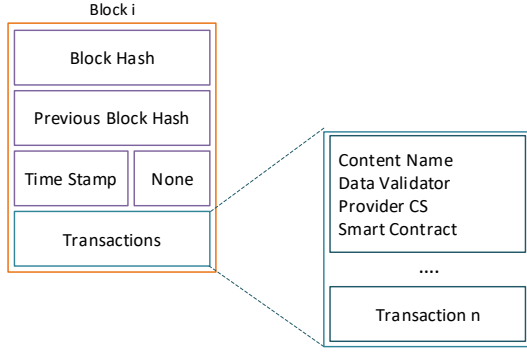 Block i
Block Hash
Previous Block Hash
Time Stamp
None
Transactions
Content Name
Data Validator
Provider CS
Smart Contract
....
Transaction n